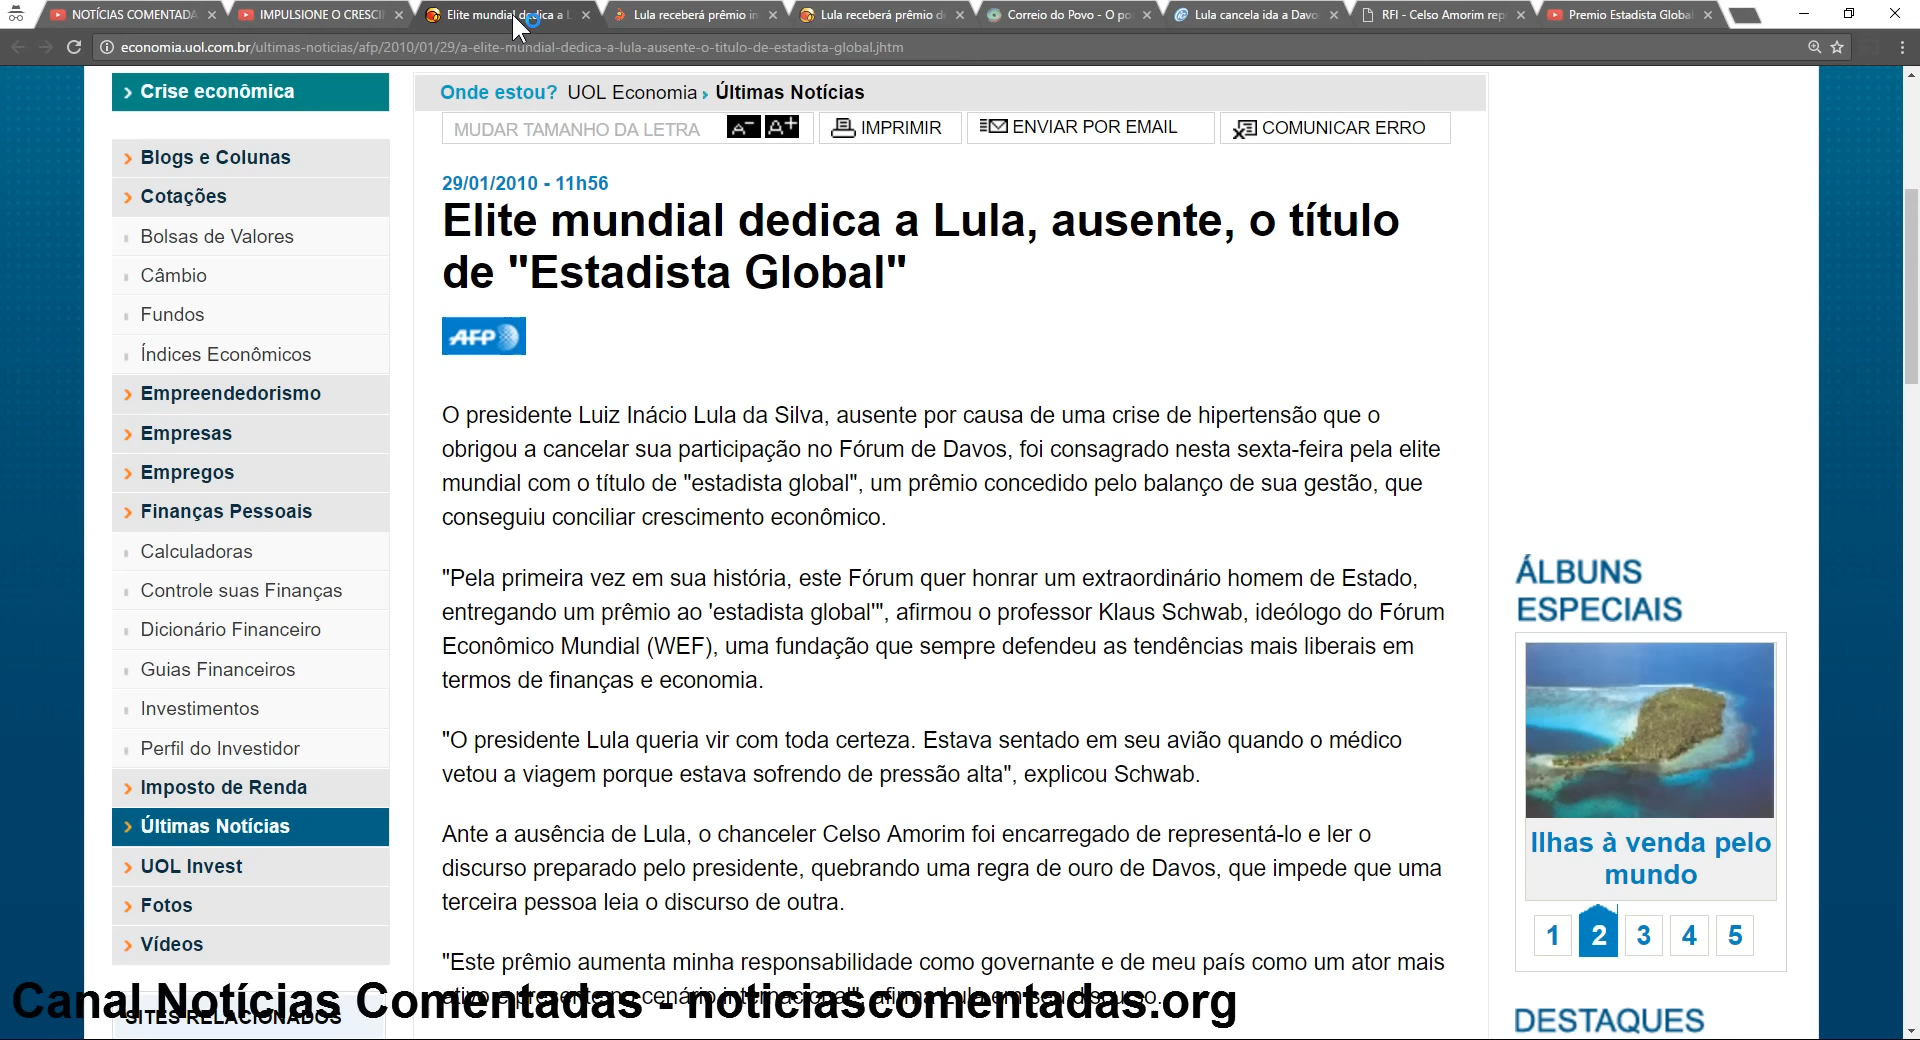 NOTÍCIAS COMENTADA
IMPULSIONE O CRESCI
Elite mundial dedica a L
Lula receberá prêmio in
Lula receberá prêmio d
Correio do Povo - O po
Lula cancela ida a Davo
RFI - Celso Amorim rep
Premio Estadista Global
economia.uol.com.br/ultimas-noticias/afp/2010/01/29/a-elite-mundial-dedica-a-lula-ausente-o-titulo-de-estadista-global.jhtm
Crise econômica
Blogs e Colunas
Cotações
Bolsas de Valores
Câmbio
Fundos
Índices Econômicos
Empreendedorismo
Empresas
Empregos
Finanças Pessoais
Calculadoras
Controle suas Finanças
Dicionário Financeiro
Guias Financeiros
Investimentos
Perfil do Investidor
Imposto de Renda
Últimas Notícias
UOL Invest
Fotos
Vídeos
SITES RELACIONADOS
Onde estou? UOL Economia › Últimas Notícias
MUDAR TAMANHO DA LETRA A- A+ IMPRIMIR ENVIAR POR EMAIL COMUNICAR ERRO
29/01/2010 - 11h56
Elite mundial dedica a Lula, ausente, o título
de "Estadista Global"
AFP
O presidente Luiz Inácio Lula da Silva, ausente por causa de uma crise de hipertensão que o
obrigou a cancelar sua participação no Fórum de Davos, foi consagrado nesta sexta-feira pela elite
mundial com o título de "estadista global", um prêmio concedido pelo balanço de sua gestão, que
conseguiu conciliar crescimento econômico.
"Pela primeira vez em sua história, este Fórum quer honrar um extraordinário homem de Estado,
entregando um prêmio ao 'estadista global'", afirmou o professor Klaus Schwab, ideólogo do Fórum
Econômico Mundial (WEF), uma fundação que sempre defendeu as tendências mais liberais em
termos de finanças e economia.
"O presidente Lula queria vir com toda certeza. Estava sentado em seu avião quando o médico
vetou a viagem porque estava sofrendo de pressão alta", explicou Schwab.
Ante a ausência de Lula, o chanceler Celso Amorim foi encarregado de representá-lo e ler o
discurso preparado pelo presidente, quebrando uma regra de ouro de Davos, que impede que uma
terceira pessoa leia o discurso de outra.
"Este prêmio aumenta minha responsabilidade como governante e de meu país como um ator mais
ativo e presente no cenário internacional", afirma Lula em seu discurso.
ÁLBUNS
ESPECIAIS
Ilhas à venda pelo
mundo
1 2 3 4 5
DESTAQUES
Canal Notícias Comentadas - noticiascomentadas.org